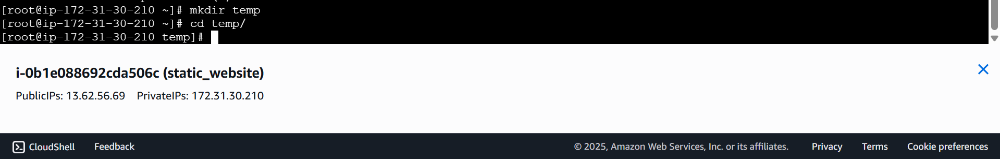 [root@ip-172-31-30-210 ~]# mkdir temp
[root@ip-172-31-30-210 ~]# cd temp/
[root@ip-172-31-30-210 temp]#
i-0b1e088692cda506c (static_website)
PublicIPs: 13.62.56.69 PrivateIPs: 172.31.30.210
CloudShell Feedback © 2025, Amazon Web Services, Inc. or its affiliates. Privacy Terms Cookie preferences